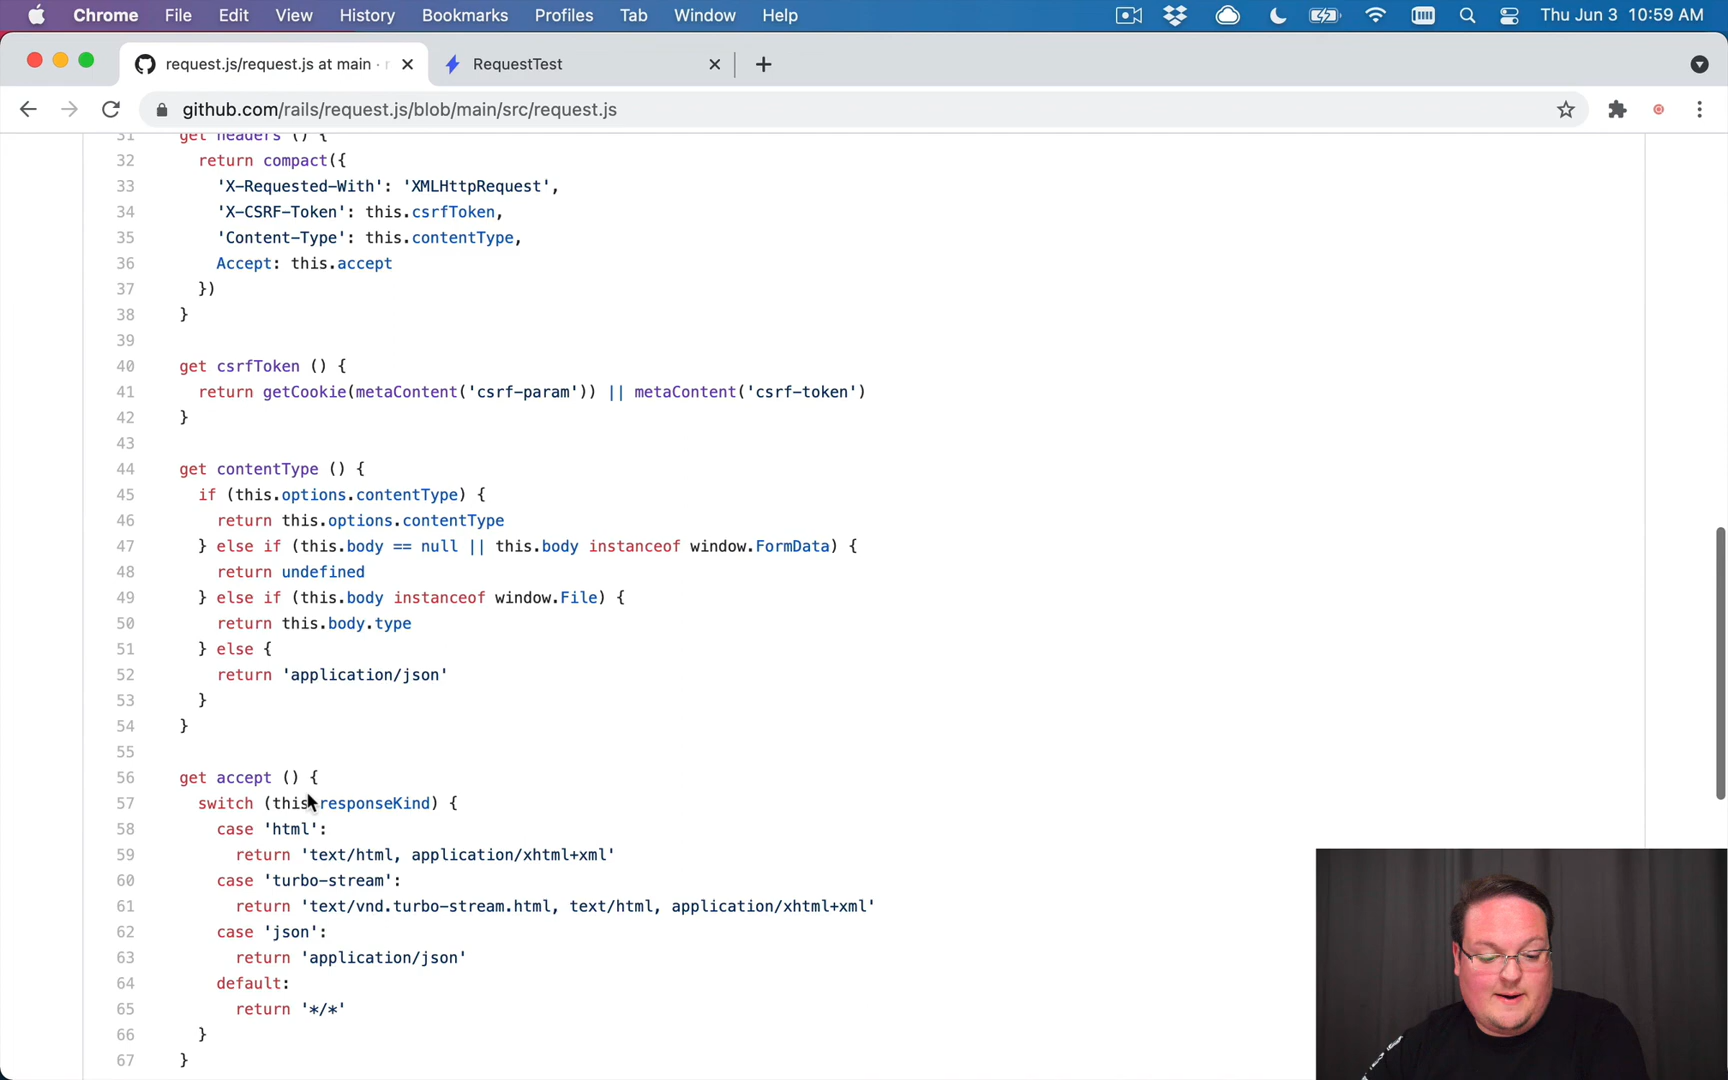 Chrome File Edit View History Bookmarks Profiles Tab Window Help Thu Jun 3 10:59 AM
request.js/request.js at main · RequestTest
github.com/rails/request.js/blob/main/src/request.js
31 get headers () {
32 return compact({
33 'X-Requested-With': 'XMLHttpRequest',
34 'X-CSRF-Token': this.csrfToken,
35 'Content-Type': this.contentType,
36 Accept: this.accept
37 })
38 }
39
40 get csrfToken () {
41 return getCookie(metaContent('csrf-param')) || metaContent('csrf-token')
42 }
43
44 get contentType () {
45 if (this.options.contentType) {
46 return this.options.contentType
47 } else if (this.body == null || this.body instanceof window.FormData) {
48 return undefined
49 } else if (this.body instanceof window.File) {
50 return this.body.type
51 } else {
52 return 'application/json'
53 }
54 }
55
56 get accept () {
57 switch (this.responseKind) {
58 case 'html':
59 return 'text/html, application/xhtml+xml'
60 case 'turbo-stream':
61 return 'text/vnd.turbo-stream.html, text/html, application/xhtml+xml'
62 case 'json':
63 return 'application/json'
64 default:
65 return '*/*'
66 }
67 }